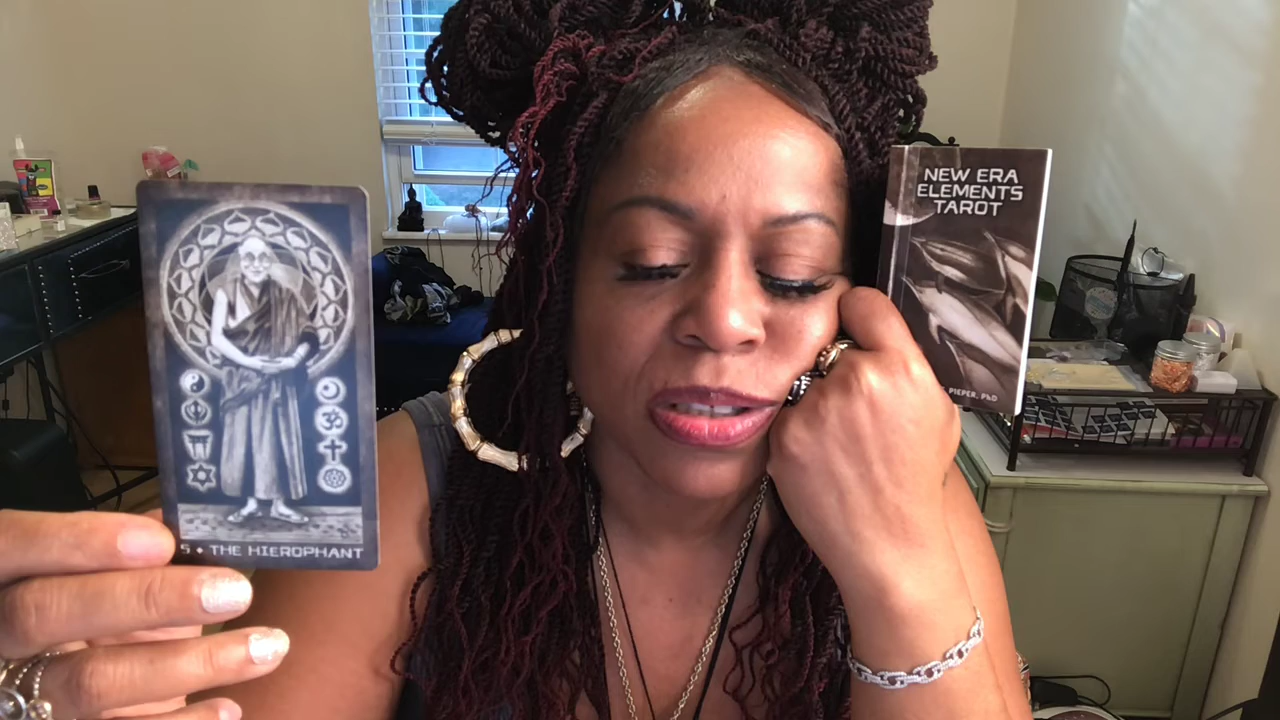 5 • THE HIEROPHANT
NEW ERA
ELEMENTS
TAROT
PIEPER, PhD